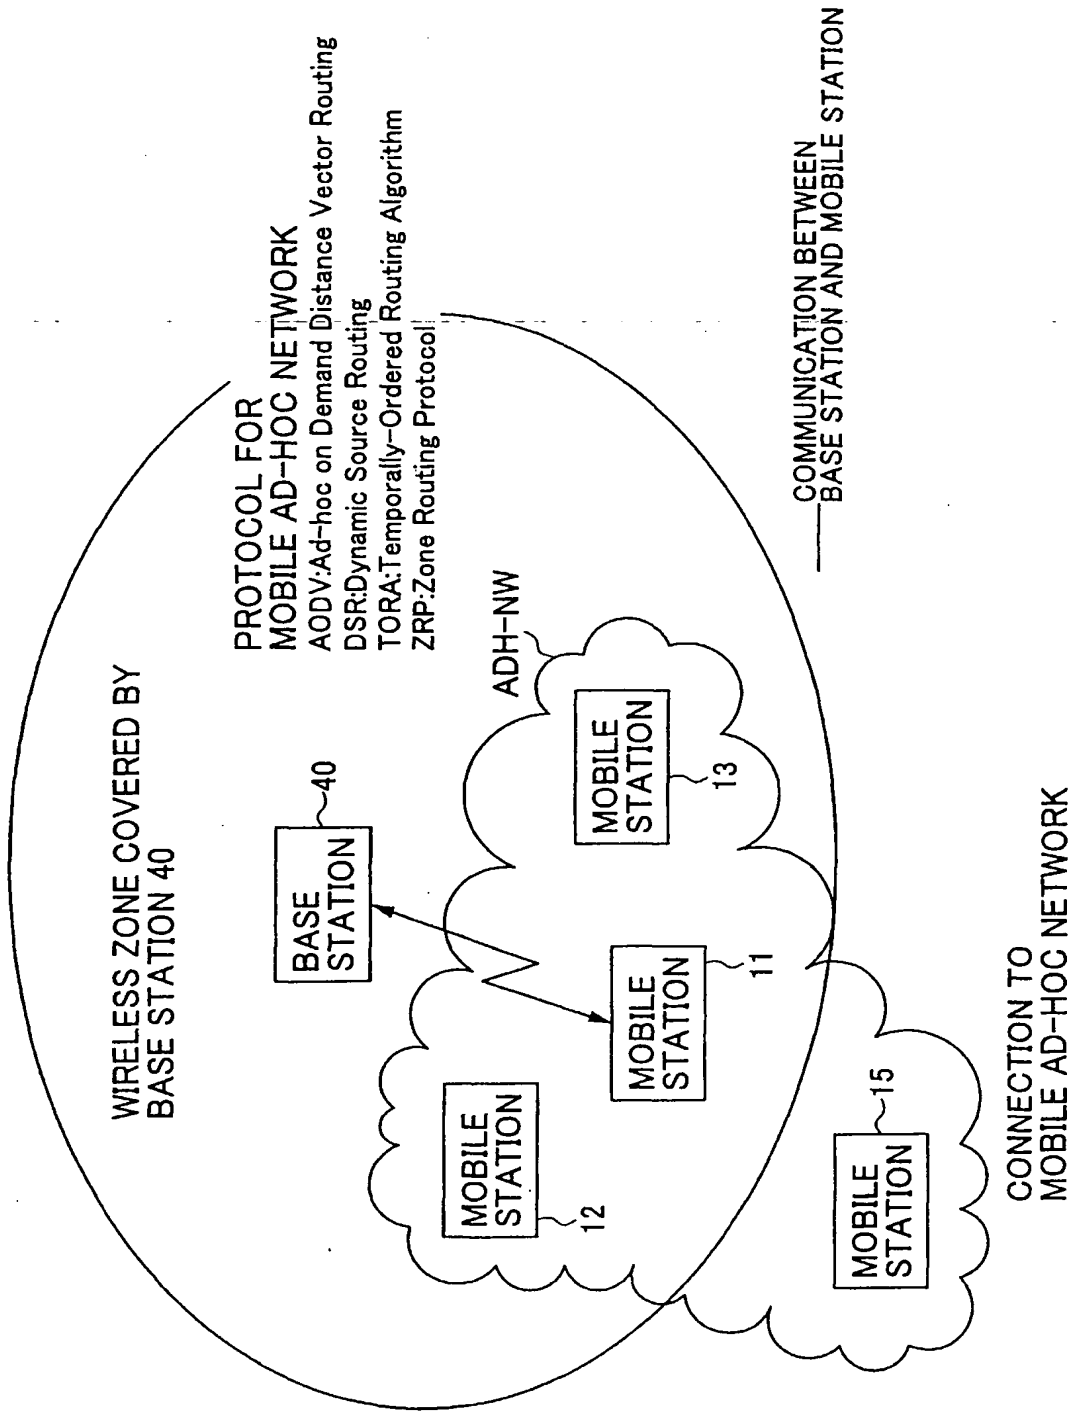 WIRELESS ZONE COVERED BY
BASE STATION 40
PROTOCOL FOR
MOBILE AD-HOC NETWORK
AODV:Ad-hoc on Demand Distance Vector Routing
DSR:Dynamic Source Routing
TORA:Temporally-Ordered Routing Algorithm
ZRP:Zone Routing Protocol
BASE
STATION
40
ADH-NW
MOBILE
STATION
12
MOBILE
STATION
11
MOBILE
STATION
13
MOBILE
STATION
15
COMMUNICATION BETWEEN
BASE STATION AND MOBILE STATION
CONNECTION TO
MOBILE AD-HOC NETWORK